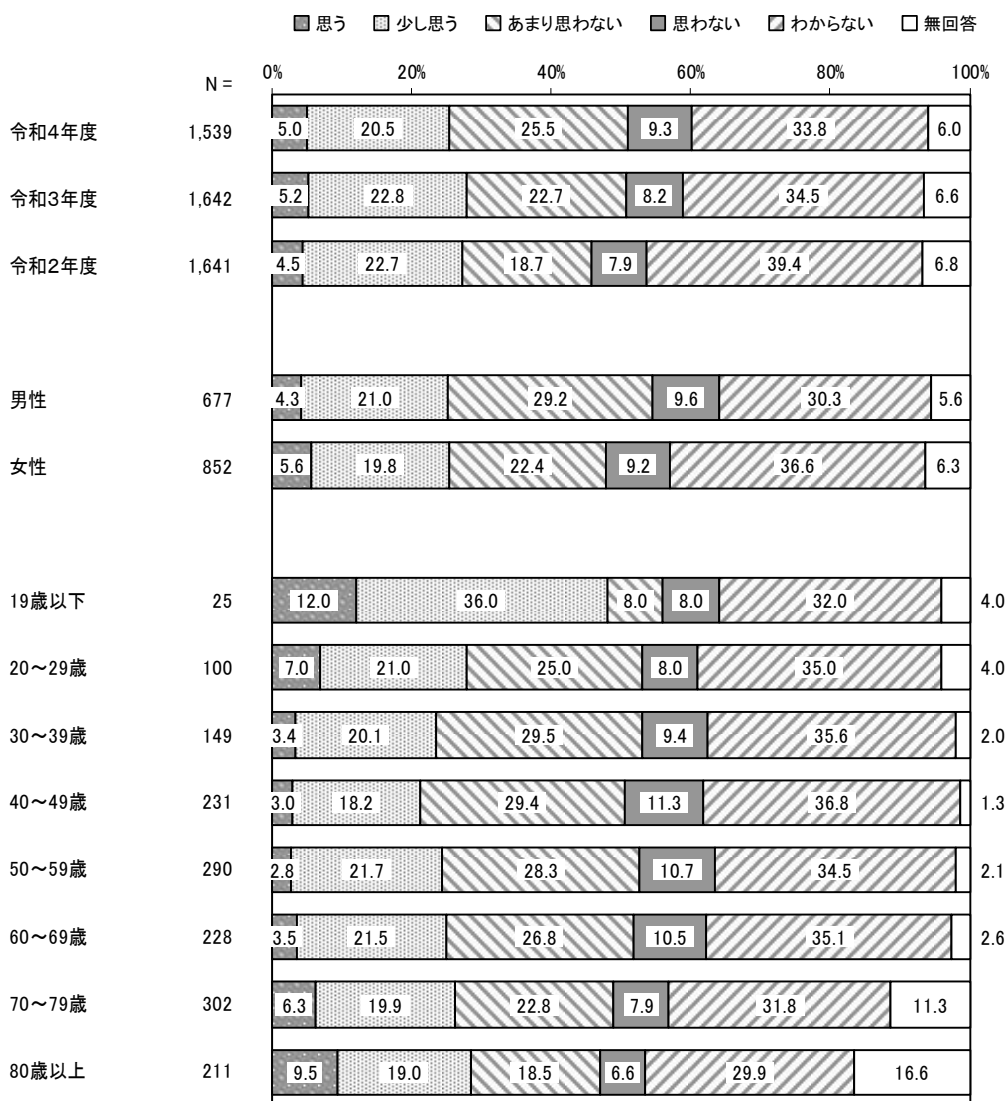 思う 少し思う あまり思わない 思わない わからない 無回答
N = 0% 20% 40% 60% 80% 100%
令和4年度 1,539 5.0 20.5 25.5 9.3 33.8 6.0
令和3年度 1,642 5.2 22.8 22.7 8.2 34.5 6.6
令和2年度 1,641 4.5 22.7 18.7 7.9 39.4 6.8
男性 677 4.3 21.0 29.2 9.6 30.3 5.6
女性 852 5.6 19.8 22.4 9.2 36.6 6.3
19歳以下 25 12.0 36.0 8.0 8.0 32.0 4.0
20～29歳 100 7.0 21.0 25.0 8.0 35.0 4.0
30～39歳 149 3.4 20.1 29.5 9.4 35.6 2.0
40～49歳 231 3.0 18.2 29.4 11.3 36.8 1.3
50～59歳 290 2.8 21.7 28.3 10.7 34.5 2.1
60～69歳 228 3.5 21.5 26.8 10.5 35.1 2.6
70～79歳 302 6.3 19.9 22.8 7.9 31.8 11.3
80歳以上 211 9.5 19.0 18.5 6.6 29.9 16.6